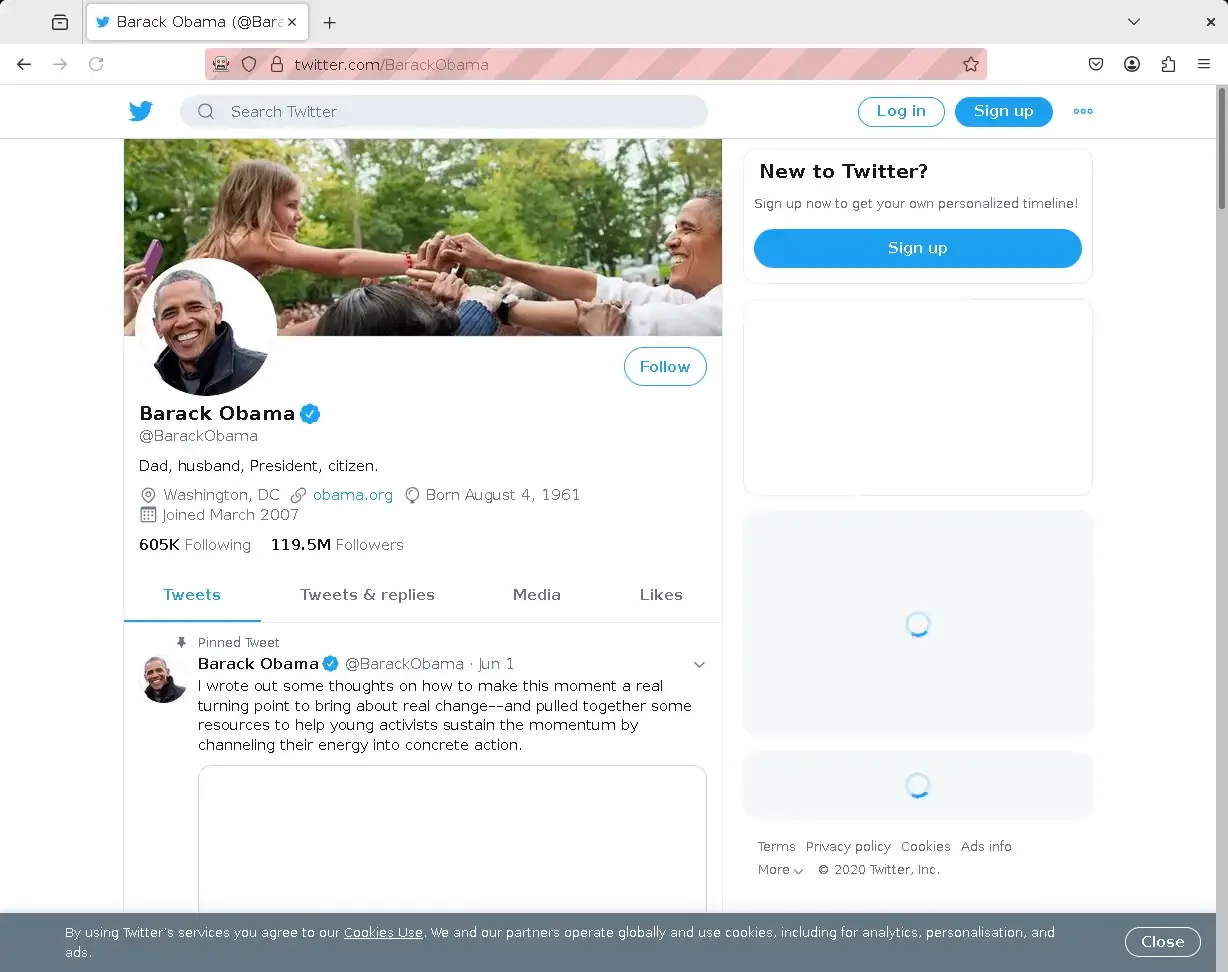 Barack Obama (@Bara
twitter.com/BarackObama
Search Twitter
Log in
Sign up
New to Twitter?
Sign up now to get your own personalized timeline!
Sign up
Follow
Barack Obama
@BarackObama
Dad, husband, President, citizen.
Washington, DC obama.org Born August 4, 1961
Joined March 2007
605K Following 119.5M Followers
Tweets Tweets & replies Media Likes
Pinned Tweet
Barack Obama @BarackObama · Jun 1
I wrote out some thoughts on how to make this moment a real
turning point to bring about real change––and pulled together some
resources to help young activists sustain the momentum by
channeling their energy into concrete action.
Terms Privacy policy Cookies Ads info
More © 2020 Twitter, Inc.
By using Twitter's services you agree to our Cookies Use. We and our partners operate globally and use cookies, including for analytics, personalisation, and
ads.
Close